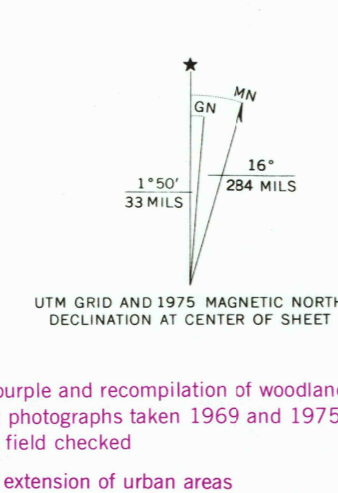 ★
MN
GN
1°50′
16°
33 MILS
284 MILS
UTM GRID AND 1975 MAGNETIC NORTH
DECLINATION AT CENTER OF SHEET
purple and recompilation of woodland
photographs taken 1969 and 1975
field checked
extension of urban areas